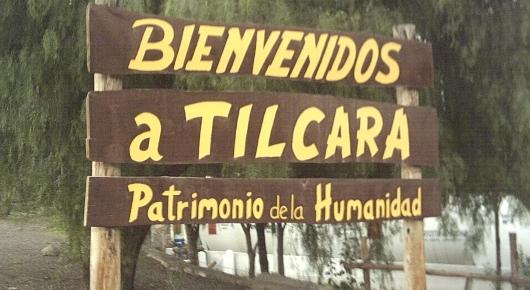 BIENVENIDOS
a TILCARA
Patrimonio de la Humanidad